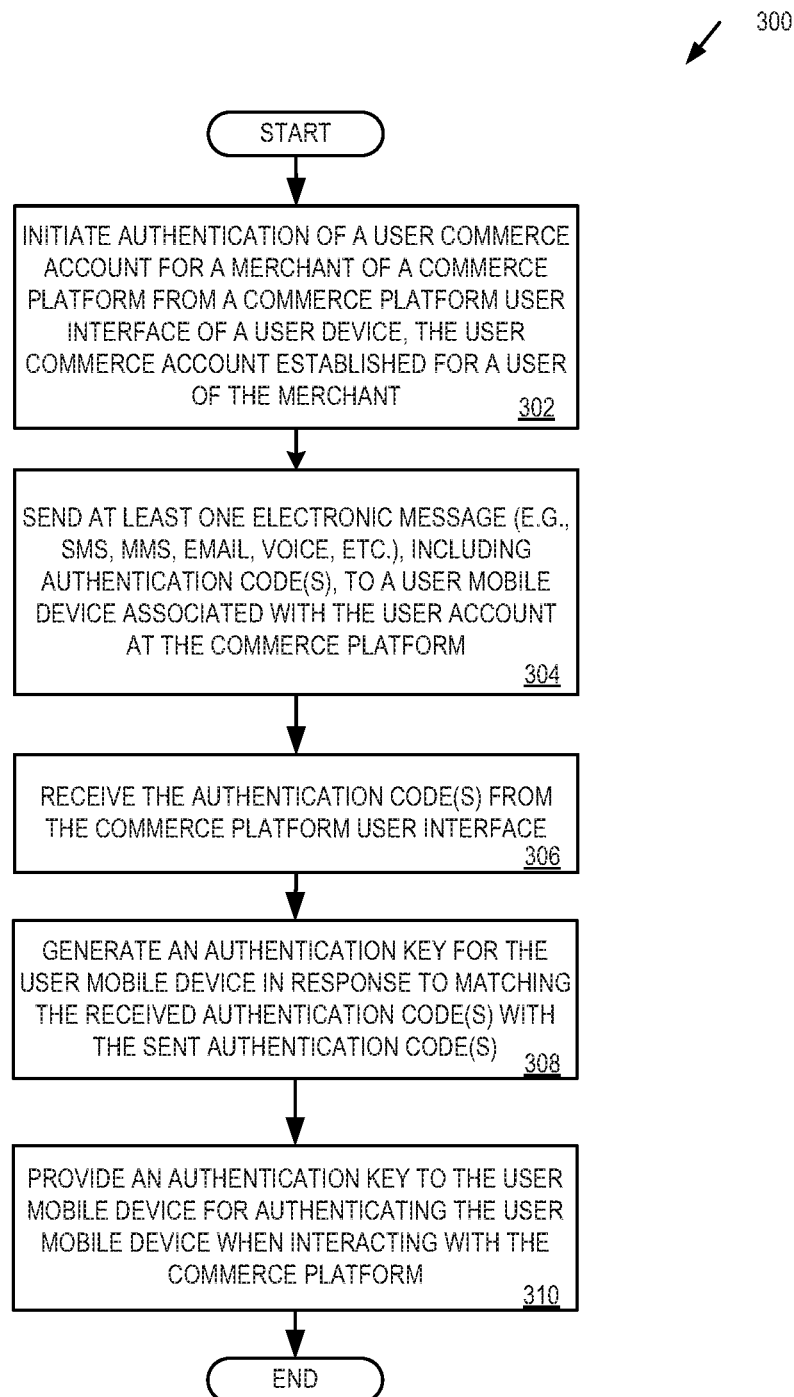 300
START
INITIATE AUTHENTICATION OF A USER COMMERCE
ACCOUNT FOR A MERCHANT OF A COMMERCE
PLATFORM FROM A COMMERCE PLATFORM USER
INTERFACE OF A USER DEVICE, THE USER
COMMERCE ACCOUNT ESTABLISHED FOR A USER
OF THE MERCHANT
302
SEND AT LEAST ONE ELECTRONIC MESSAGE (E.G.,
SMS, MMS, EMAIL, VOICE, ETC.), INCLUDING
AUTHENTICATION CODE(S), TO A USER MOBILE
DEVICE ASSOCIATED WITH THE USER ACCOUNT
AT THE COMMERCE PLATFORM
304
RECEIVE THE AUTHENTICATION CODE(S) FROM
THE COMMERCE PLATFORM USER INTERFACE
306
GENERATE AN AUTHENTICATION KEY FOR THE
USER MOBILE DEVICE IN RESPONSE TO MATCHING
THE RECEIVED AUTHENTICATION CODE(S) WITH
THE SENT AUTHENTICATION CODE(S)
308
PROVIDE AN AUTHENTICATION KEY TO THE USER
MOBILE DEVICE FOR AUTHENTICATING THE USER
MOBILE DEVICE WHEN INTERACTING WITH THE
COMMERCE PLATFORM
310
END